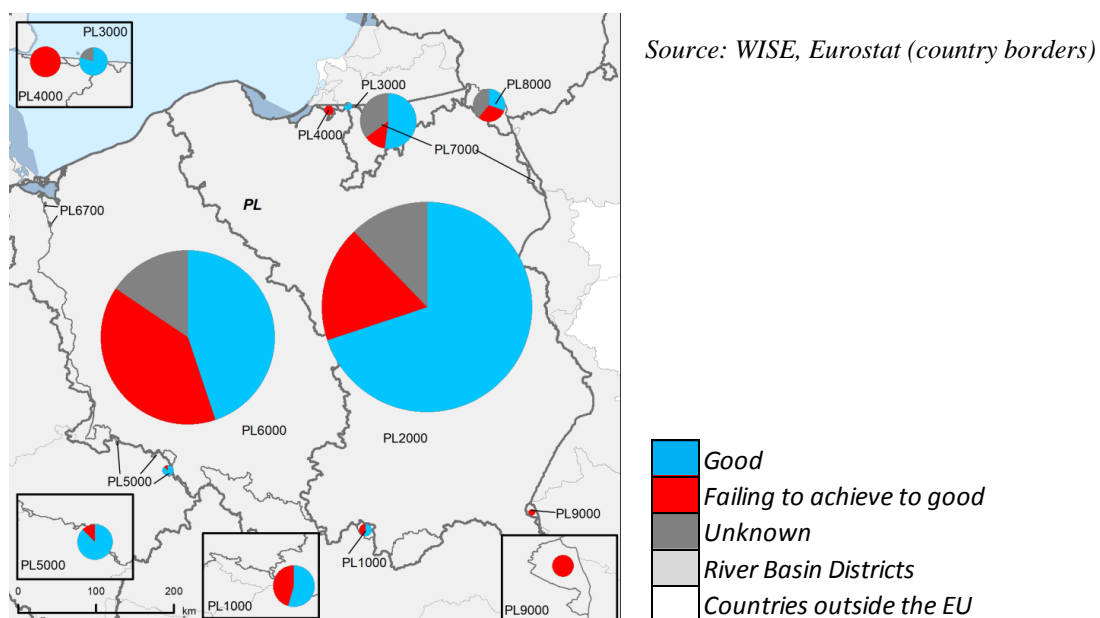 PL3000
PL4000
Source: WISE, Eurostat (country borders)
PL3000
PL8000
PL4000
PL7000
PL6700
PL
PL6000
PL2000
PL5000
PL9000
PL1000
PL5000
PL1000
PL9000
0 100 200
km
Good
Failing to achieve to good
Unknown
River Basin Districts
Countries outside the EU